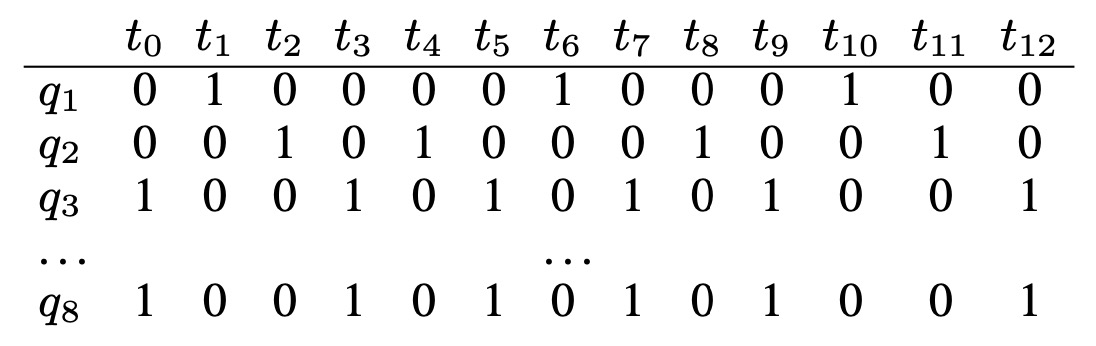 t0 t1 t2 t3 t4 t5 t6 t7 t8 t9 t10 t11 t12
q1 0 1 0 0 0 0 1 0 0 0 1 0 0
q2 0 0 1 0 1 0 0 0 1 0 0 1 0
q3 1 0 0 1 0 1 0 1 0 1 0 0 1
... ...
q8 1 0 0 1 0 1 0 1 0 1 0 0 1